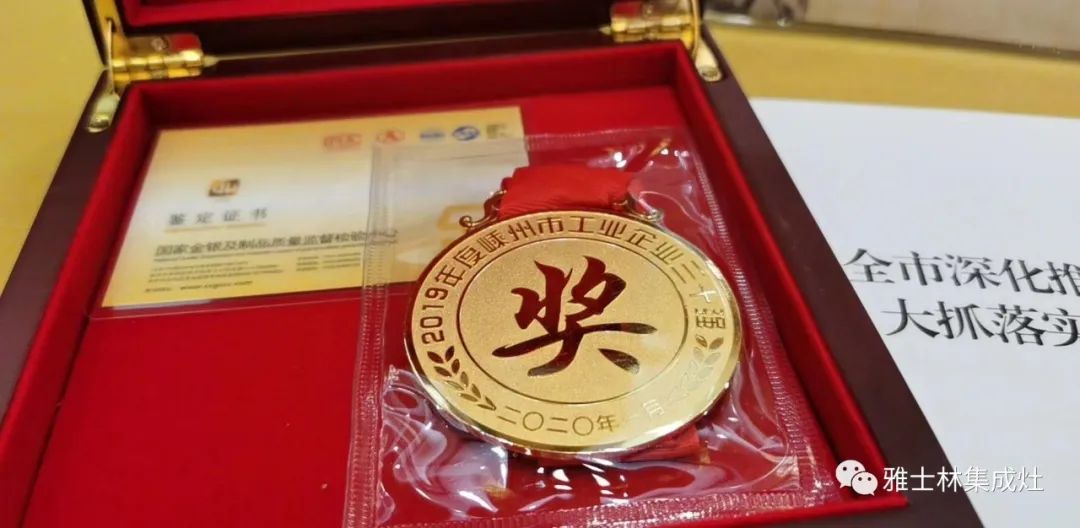 鉴定证书
国家金银及制品质量监督检验中心
2019年度嵊州市工业企业三十强
奖
二〇二〇年
全市深化推
大抓落实
雅士林集成灶